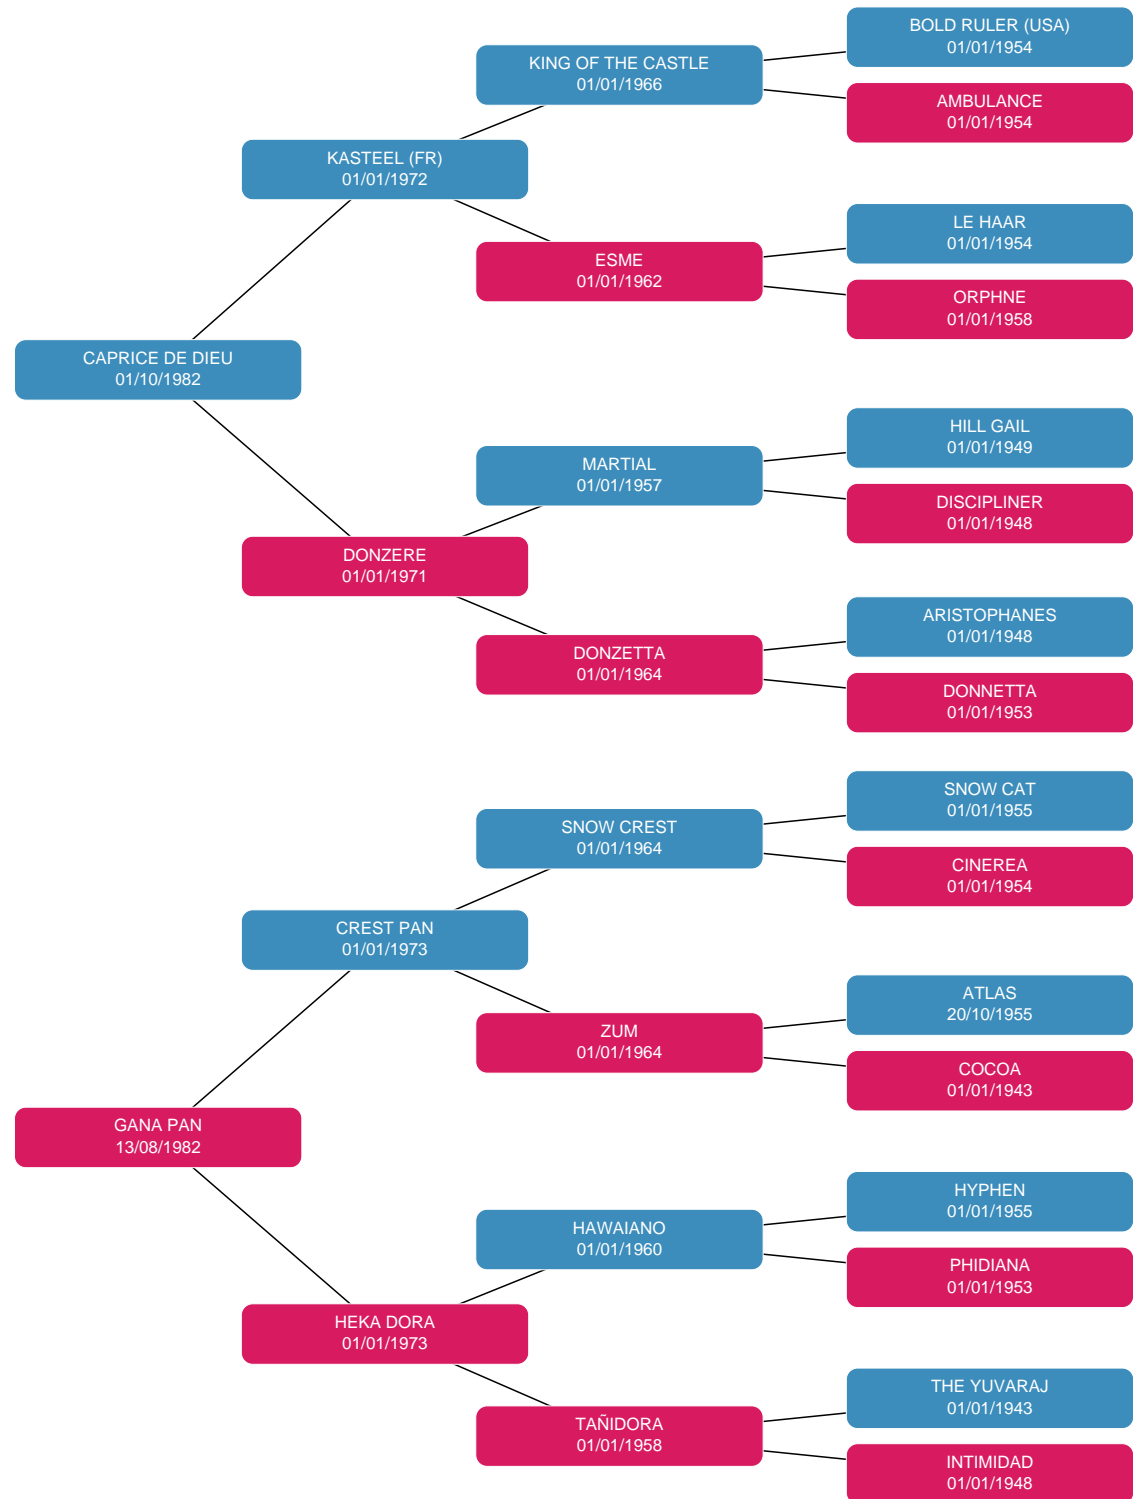 BOLD RULER (USA)
01/01/1954
KING OF THE CASTLE
01/01/1966
AMBULANCE
01/01/1954
KASTEEL (FR)
01/01/1972
LE HAAR
01/01/1954
ESME
01/01/1962
ORPHNE
01/01/1958
CAPRICE DE DIEU
01/10/1982
HILL GAIL
01/01/1949
MARTIAL
01/01/1957
DISCIPLINER
01/01/1948
DONZERE
01/01/1971
ARISTOPHANES
01/01/1948
DONZETTA
01/01/1964
DONNETTA
01/01/1953
SNOW CAT
01/01/1955
SNOW CREST
01/01/1964
CINEREA
01/01/1954
CREST PAN
01/01/1973
ATLAS
20/10/1955
ZUM
01/01/1964
COCOA
01/01/1943
GANA PAN
13/08/1982
HYPHEN
01/01/1955
HAWAIANO
01/01/1960
PHIDIANA
01/01/1953
HEKA DORA
01/01/1973
THE YUVARAJ
01/01/1943
TAÑIDORA
01/01/1958
INTIMIDAD
01/01/1948